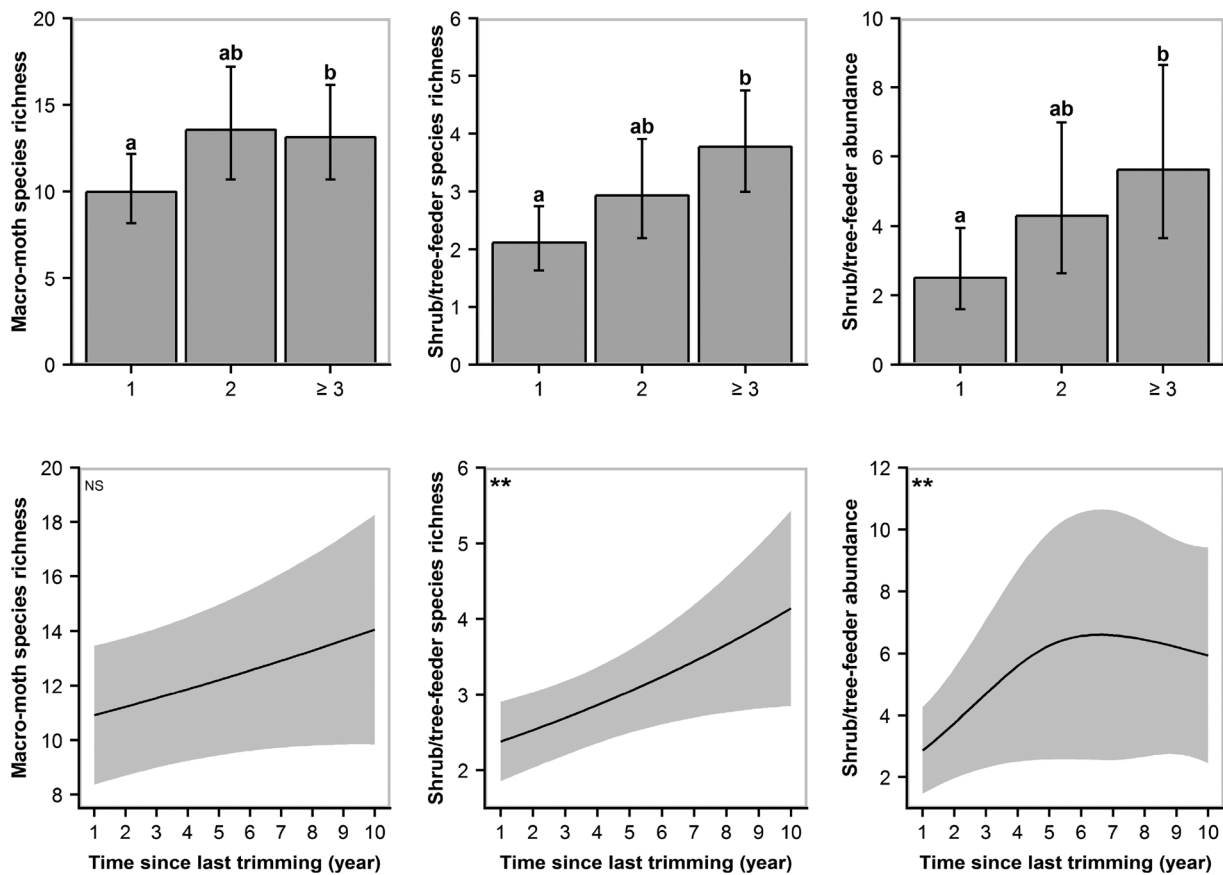 Macro-moth species richness
20
15
10
5
0
a
ab
b
1
2
≥ 3
Shrub/tree-feeder species richness
6
5
4
3
2
1
0
a
ab
b
1
2
≥ 3
Shrub/tree-feeder abundance
10
8
6
4
2
0
a
ab
b
1
2
≥ 3
Macro-moth species richness
20
18
16
14
12
10
8
NS
1 2 3 4 5 6 7 8 9 10
Time since last trimming (year)
Shrub/tree-feeder species richness
6
5
4
3
2
**
1 2 3 4 5 6 7 8 9 10
Time since last trimming (year)
Shrub/tree-feeder abundance
12
10
8
6
4
2
**
1 2 3 4 5 6 7 8 9 10
Time since last trimming (year)